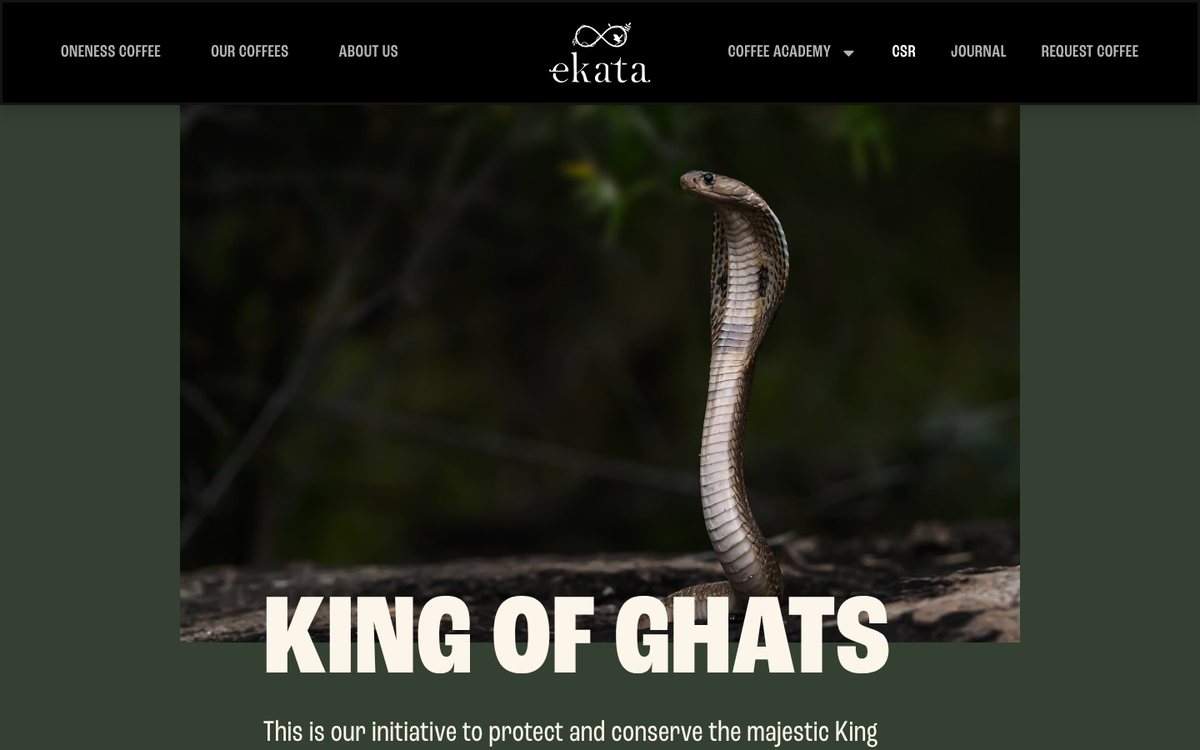 ONENESS COFFEE
OUR COFFEES
ABOUT US
ekata
COFFEE ACADEMY
CSR
JOURNAL
REQUEST COFFEE
KING OF GHATS
This is our initiative to protect and conserve the majestic King